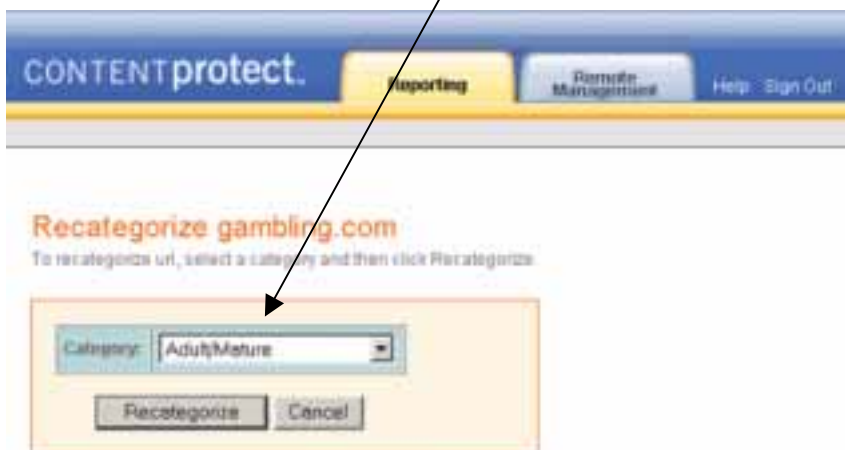 CONTENTprotect.
Reporting
Remote
Management
Help Sign Out
Recategorize gambling.com
To recategorize url, select a category and then click Recategorize
Category: Adult/Mature
Recategorize Cancel